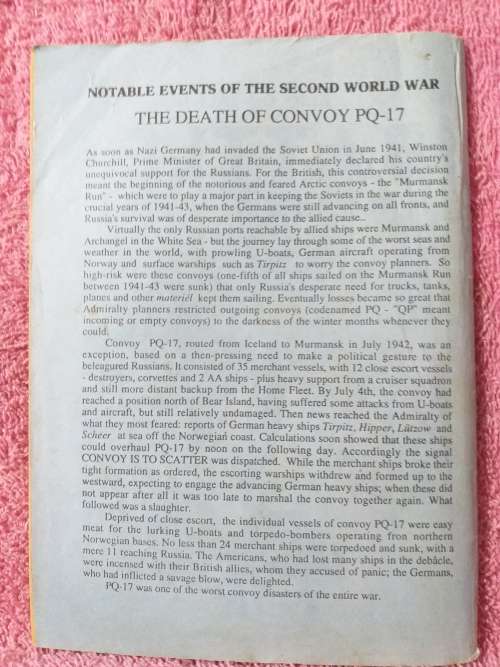 NOTABLE EVENTS OF THE SECOND WORLD WAR
THE DEATH OF CONVOY PQ-17
As soon as Nazi Germany had invaded the Soviet Union in June 1941, Winston
Churchill, Prime Minister of Great Britain, immediately declared his country's
unequivocal support for the Russians. For the British, this controversial decision
meant the beginning of the notorious and feared Arctic convoys - the "Murmansk
Run" - which were to play a major part in keeping the Soviets in the war during the
crucial years of 1941-43, when the Germans were still advancing on all fronts, and
Russia's survival was of desperate importance to the allied cause..
Virtually the only Russian ports reachable by allied ships were Murmansk and
Archangel in the White Sea - but the journey lay through some of the worst seas and
weather in the world, with prowling U-boats, German aircraft operating from
Norway and surface warships such as Tirpitz to worry the convoy planners. So
high-risk were these convoys (one-fifth of all ships sailed on the Murmansk Run
between 1941-43 were sunk) that only Russia's desperate need for trucks, tanks,
planes and other materiél kept them sailing. Eventually losses became so great that
Admiralty planners restricted outgoing convoys (codenamed PQ - "QP" meant
incoming or empty convoys) to the darkness of the winter months whenever they
could.
Convoy PQ-17, routed from Iceland to Murmansk in July 1942, was an
exception, based on a then-pressing need to make a political gesture to the
beleagured Russians. It consisted of 35 merchant vessels, with 12 close escort vessels
- destroyers, corvettes and 2 AA ships - plus heavy support from a cruiser squadron
and still more distant backup from the Home Fleet. By July 4th, the convoy had
reached a position north of Bear Island, having suffered some attacks from U-boats
and aircraft, but still relatively undamaged. Then news reached the Admiralty of
what they most feared: reports of German heavy ships Tirpitz, Hipper, Lützow and
Scheer at sea off the Norwegian coast. Calculations soon showed that these ships
could overhaul PQ-17 by noon on the following day. Accordingly the signal
CONVOY IS TO SCATTER was dispatched. While the merchant ships broke their
tight formation as ordered, the escorting warships withdrew and formed up to the
westward, expecting to engage the advancing German heavy ships; when these did
not appear after all it was too late to marshal the convoy together again. What
followed was a slaughter.
Deprived of close escort, the individual vessels of convoy PQ-17 were easy
meat for the lurking U-boats and torpedo-bombers operating fron northern
Norwegian bases. No less than 24 merchant ships were torpedoed and sunk, with a
mere 11 reaching Russia. The Americans, who had lost many ships in the debâcle,
were incensed with their British allies, whom they accused of panic; the Germans,
who had inflicted a savage blow, were delighted.
PQ-17 was one of the worst convoy disasters of the entire war.